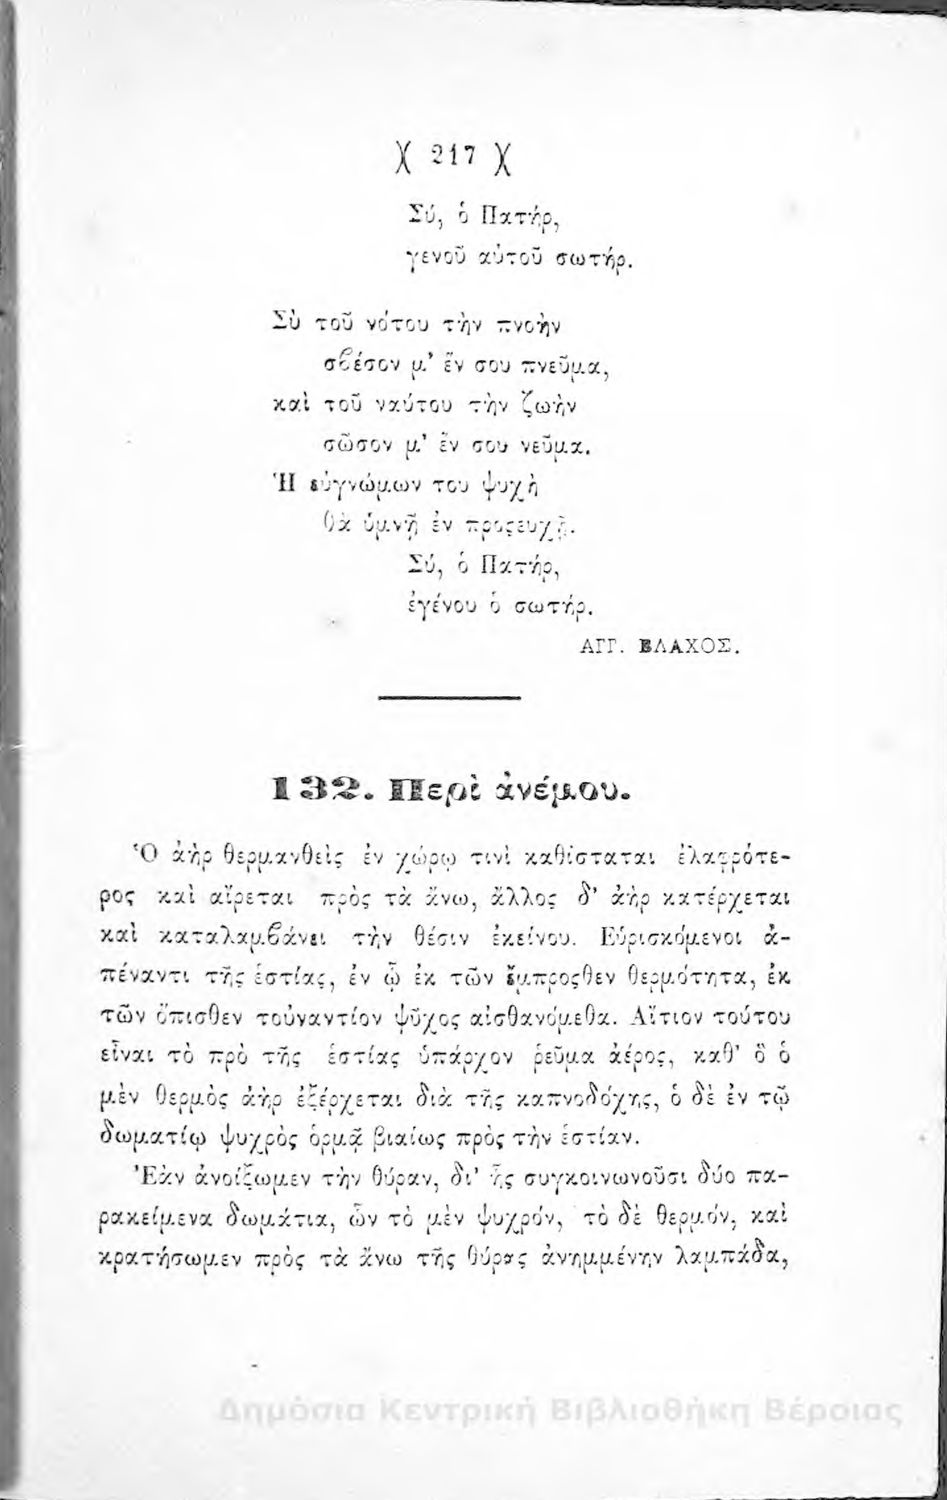 )( 217 )(
Σύ, ὁ Πατήρ,
γενοῦ αὐτοῦ σωτήρ.
Σὺ τοῦ νότου τὴν πνοὴν
σβέσον μ’ ἕν σου πνεῦμα,
καὶ τοῦ ναύτου τὴν ζωὴν
σῶσον μ’ ἕν σου νεῦμα.
Ἡ εὐγνώμων του ψυχὴ
θὰ ὑμνῇ ἐν προςευχῇ.
Σύ, ὁ Πατήρ,
ἐγένου ὁ σωτήρ.
ΑΓΓ. ΒΛΑΧΟΣ.
132. Περὶ ἀνέμου.
Ὁ ἀὴρ θερμανθεὶς ἐν χώρῳ τινὶ καθίσταται ἐλαφρότε-
ρος καὶ αἴρεται πρὸς τὰ ἄνω, ἄλλος δ’ ἀὴρ κατέρχεται
καὶ καταλαμβάνει τὴν θέσιν ἐκείνου. Εὑρισκόμενοι ἀ-
πέναντι τῆς ἑστίας, ἐν ᾧ ἐκ τῶν ἔμπροςθεν θερμότητα, ἐκ
τῶν ὄπισθεν τοὐναντίον ψῦχος αἰσθανόμεθα. Αἴτιον τούτου
εἶναι τὸ πρὸ τῆς ἑστίας ὑπάρχον ῥεῦμα ἀέρος, καθ’ ὃ ὁ
μὲν θερμὸς ἀὴρ ἐξέρχεται διὰ τῆς καπνοδόχης, ὁ δὲ ἐν τῷ
δωματίῳ ψυχρὸς ὁρμᾷ βιαίως πρὸς τὴν ἑστίαν.
Ἐὰν ἀνοίξωμεν τὴν θύραν, δι’ ἧς συγκοινωνοῦσι δύο πα-
ρακείμενα δωμάτια, ὧν τὸ μὲν ψυχρόν, τὸ δὲ θερμόν, καὶ
κρατήσωμεν πρὸς τὰ ἄνω τῆς θύρας ἀνημμένην λαμπάδα,
Δημόσια Κεντρική Βιβλιοθήκη Βέροιας